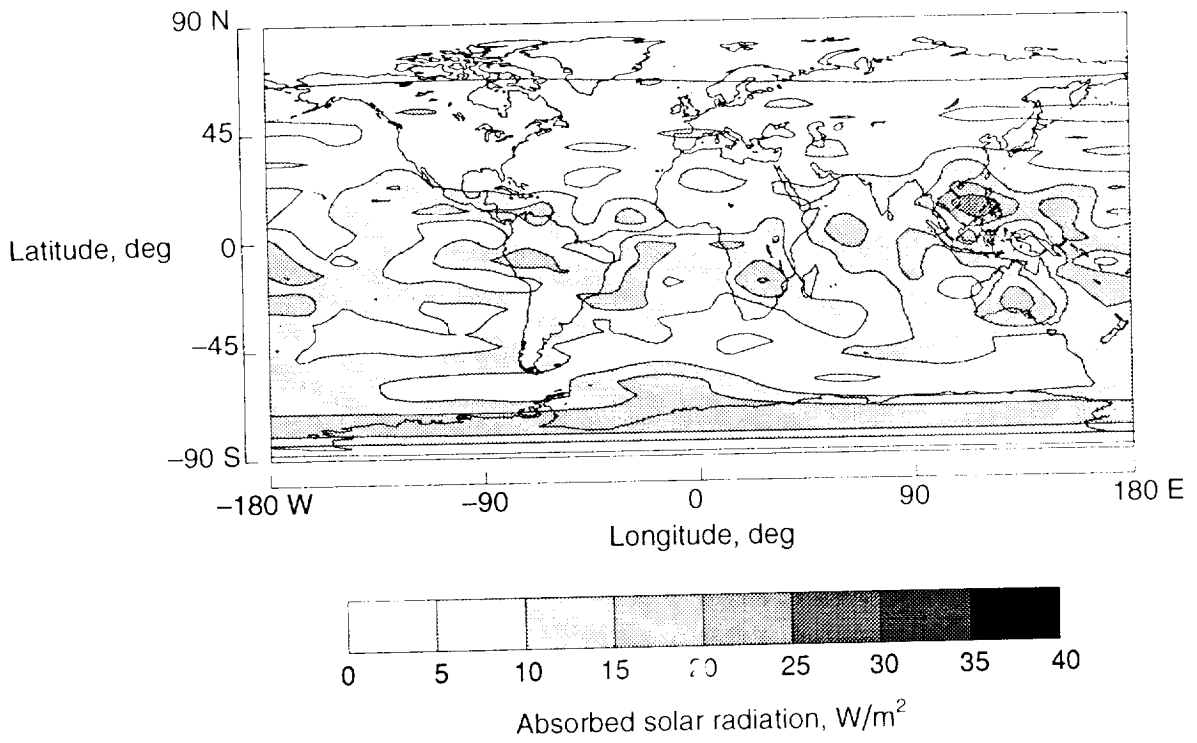 90 N
45
Latitude, deg
0
−45
−90 S
−180 W
−90
0
90
180 E
Longitude, deg
0
5
10
15
20
25
30
35
40
Absorbed solar radiation, W/m²